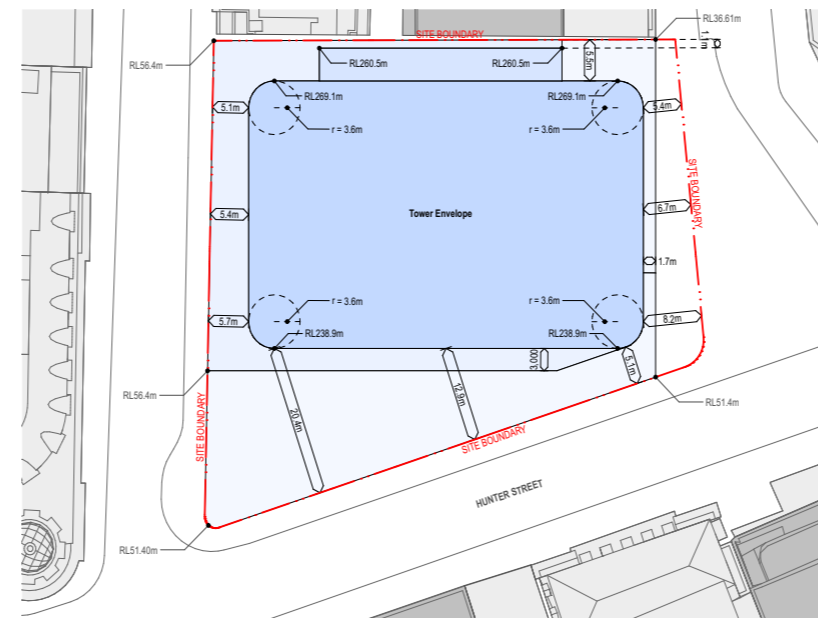 RL36.61m
SITE BOUNDARY
RL56.4m
RL260.5m
RL260.5m
5.5m
RL269.1m
RL269.1m
5.1m
5.4m
r = 3.6m
r = 3.6m
SITE BOUNDARY
Tower Envelope
5.4m
6.7m
1.7m
r = 3.6m
r = 3.6m
5.7m
8.2m
RL238.9m
RL238.9m
3,000
5.1m
RL56.4m
RL51.4m
12.9m
20.4m
SITE BOUNDARY
SITE BOUNDARY
HUNTER STREET
RL51.40m